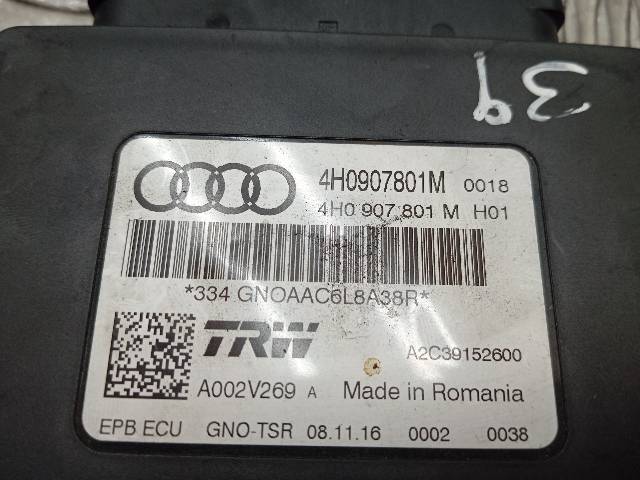 39
4H0907801M 0018
4H0 907 801 M H01
*334 GNOAAC6L8A38R*
TRW
A2C39152600
A002V269 A Made in Romania
EPB ECU GNO-TSR 08.11.16 0002 0038